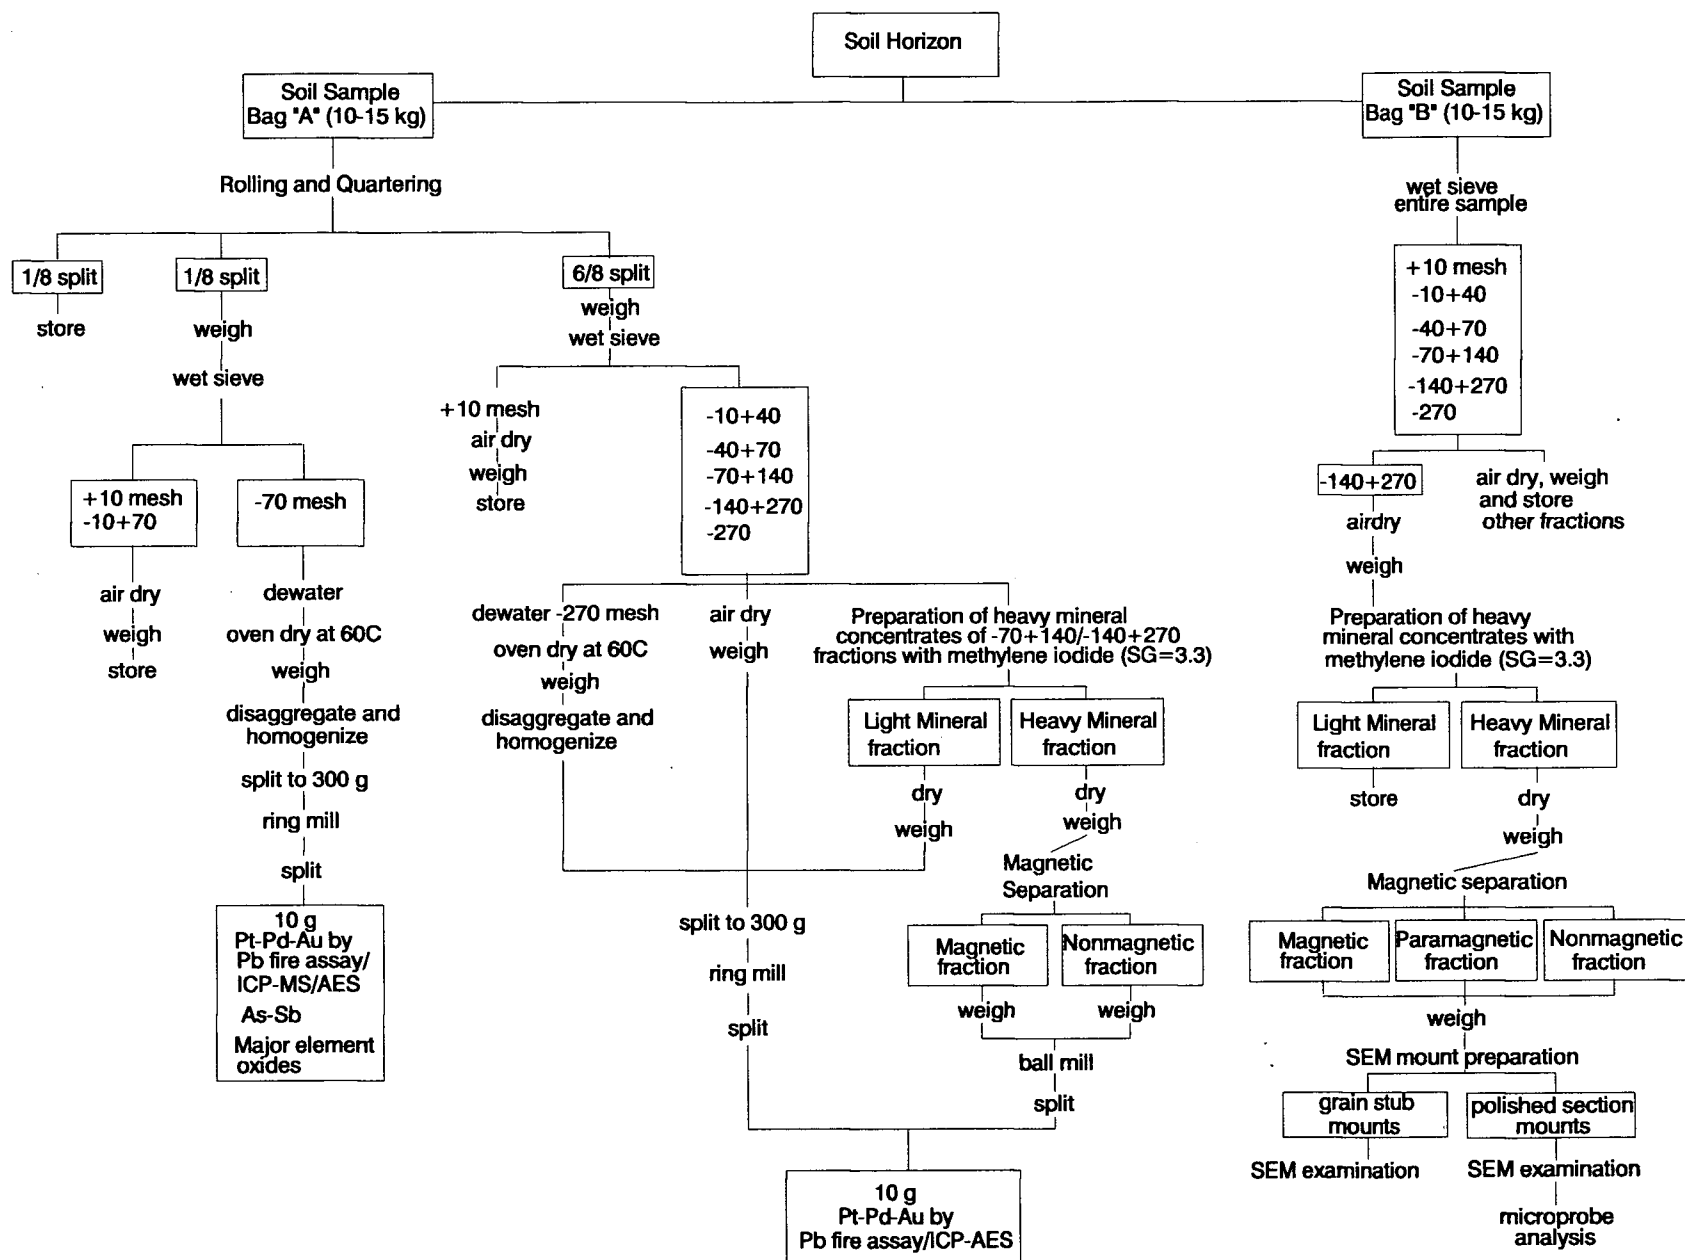 Soil Horizon
Soil Sample
Bag "A" (10-15 kg)
Rolling and Quartering
1/8 split
store
1/8 split
weigh
wet sieve
+10 mesh
-10+70
air dry
weigh
store
-70 mesh
dewater
oven dry at 60C
weigh
disaggregate and
homogenize
split to 300 g
ring mill
split
10 g
Pt-Pd-Au by
Pb fire assay/
ICP-MS/AES
As-Sb
Major element
oxides
6/8 split
weigh
wet sieve
+10 mesh
air dry
weigh
store
-10+40
-40+70
-70+140
-140+270
-270
dewater -270 mesh
oven dry at 60C
weigh
disaggregate and
homogenize
air dry
weigh
Preparation of heavy mineral
concentrates of -70+140/-140+270
fractions with methylene iodide (SG=3.3)
Light Mineral
fraction
dry
weigh
Heavy Mineral
fraction
dry
weigh
Magnetic
Separation
Magnetic
fraction
weigh
Nonmagnetic
fraction
weigh
ball mill
split
split to 300 g
ring mill
split
10 g
Pt-Pd-Au by
Pb fire assay/ICP-AES
Soil Sample
Bag "B" (10-15 kg)
wet sieve
entire sample
+10 mesh
-10+40
-40+70
-70+140
-140+270
-270
-140+270
airdry
weigh
air dry, weigh
and store
other fractions
Preparation of heavy
mineral concentrates with
methylene iodide (SG=3.3)
Light Mineral
fraction
store
Heavy Mineral
fraction
dry
weigh
Magnetic separation
Magnetic
fraction
Paramagnetic
fraction
Nonmagnetic
fraction
weigh
SEM mount preparation
grain stub
mounts
SEM examination
polished section
mounts
SEM examination
microprobe
analysis